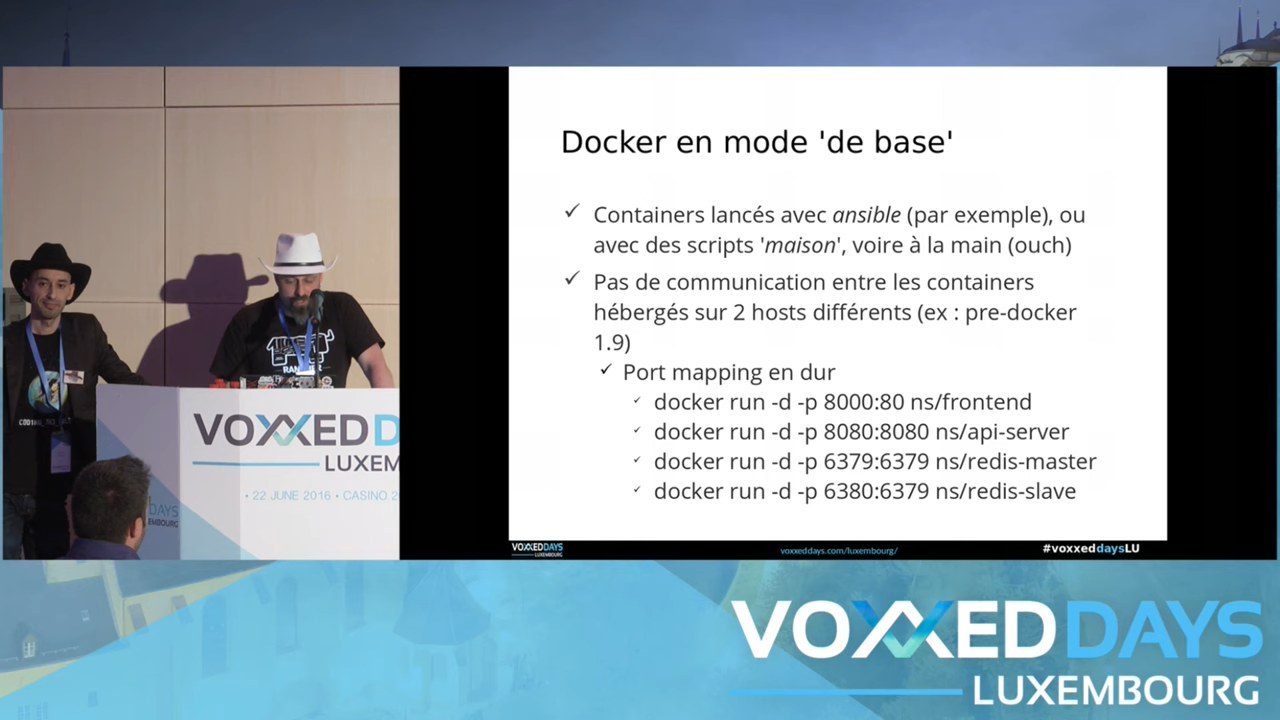 Docker en mode 'de base'
Containers lancés avec ansible (par exemple), ou
avec des scripts 'maison', voire à la main (ouch)
Pas de communication entre les containers
hébergés sur 2 hosts différents (ex : pre-docker
1.9)
Port mapping en dur
docker run -d -p 8000:80 ns/frontend
docker run -d -p 8080:8080 ns/api-server
docker run -d -p 6379:6379 ns/redis-master
docker run -d -p 6380:6379 ns/redis-slave
VOXXEDDAYS
LUXEMBOURG
voxxeddays.com/luxembourg/
#voxxeddaysLU
VOXXED D
LUXEM
• 22 JUNE 2016 • CASINO 2
DAYS
EMBOURG
VOXXEDDAYS
LUXEMBOURG